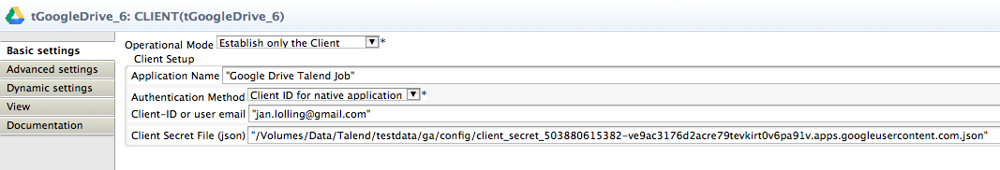 tGoogleDrive_6: CLIENT(tGoogleDrive_6)
Basic settings
Advanced settings
Dynamic settings
View
Documentation
Operational Mode Establish only the Client *
Client Setup
Application Name "Google Drive Talend Job"
Authentication Method Client ID for native application *
Client-ID or user email "jan.lolling@gmail.com"
Client Secret File (json) "/Volumes/Data/Talend/testdata/ga/config/client_secret_503880615382-ve9ac3176d2acre79tevkirt0v6pa91v.apps.googleusercontent.com.json"